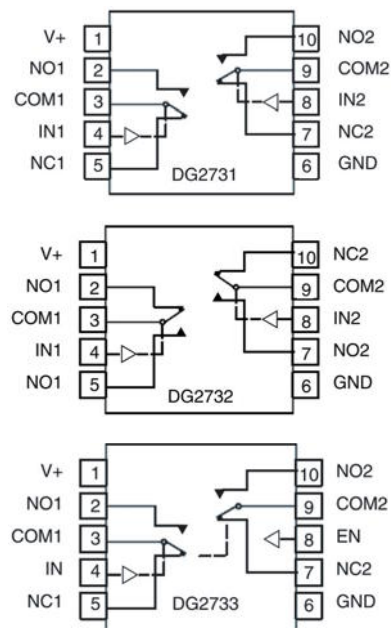 V+ 1 10 NO2
NO1 2 9 COM2
COM1 3 8 IN2
IN1 4 7 NC2
NC1 5 6 GND
DG2731
V+ 1 10 NC2
NO1 2 9 COM2
COM1 3 8 IN2
IN1 4 7 NO2
NO1 5 6 GND
DG2732
V+ 1 10 NO2
NO1 2 9 COM2
COM1 3 8 EN
IN 4 7 NC2
NC1 5 6 GND
DG2733